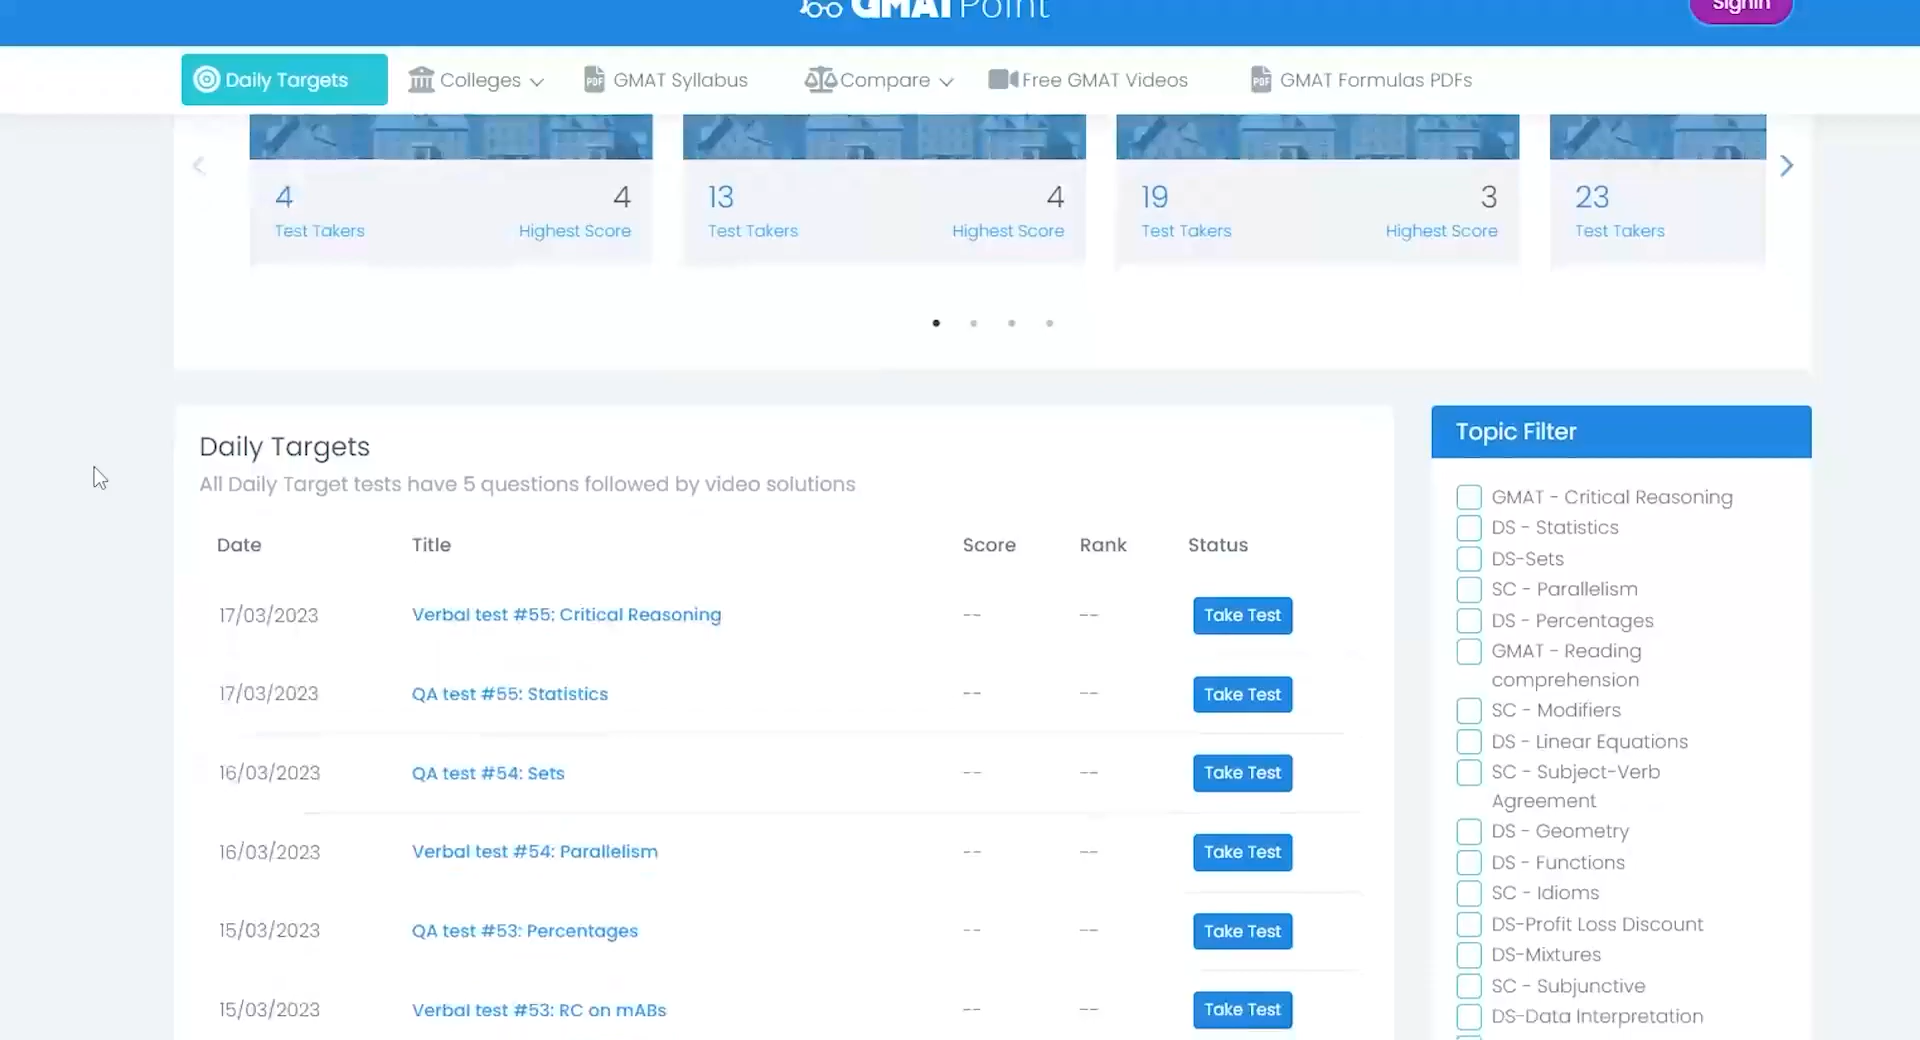 GMAT Point
Signin
Daily Targets
Colleges
GMAT Syllabus
Compare
Free GMAT Videos
GMAT Formulas PDFs
4 4
Test Takers Highest Score
13 4
Test Takers Highest Score
19 3
Test Takers Highest Score
23
Test Takers
Daily Targets
All Daily Target tests have 5 questions followed by video solutions
Date Title Score Rank Status
17/03/2023 Verbal test #55: Critical Reasoning -- -- Take Test
17/03/2023 QA test #55: Statistics -- -- Take Test
16/03/2023 QA test #54: Sets -- -- Take Test
16/03/2023 Verbal test #54: Parallelism -- -- Take Test
15/03/2023 QA test #53: Percentages -- -- Take Test
15/03/2023 Verbal test #53: RC on mABs -- -- Take Test
Topic Filter
GMAT - Critical Reasoning
DS - Statistics
DS-Sets
SC - Parallelism
DS - Percentages
GMAT - Reading
comprehension
SC - Modifiers
DS - Linear Equations
SC - Subject-Verb
Agreement
DS - Geometry
DS - Functions
SC - Idioms
DS-Profit Loss Discount
DS-Mixtures
SC - Subjunctive
DS-Data Interpretation